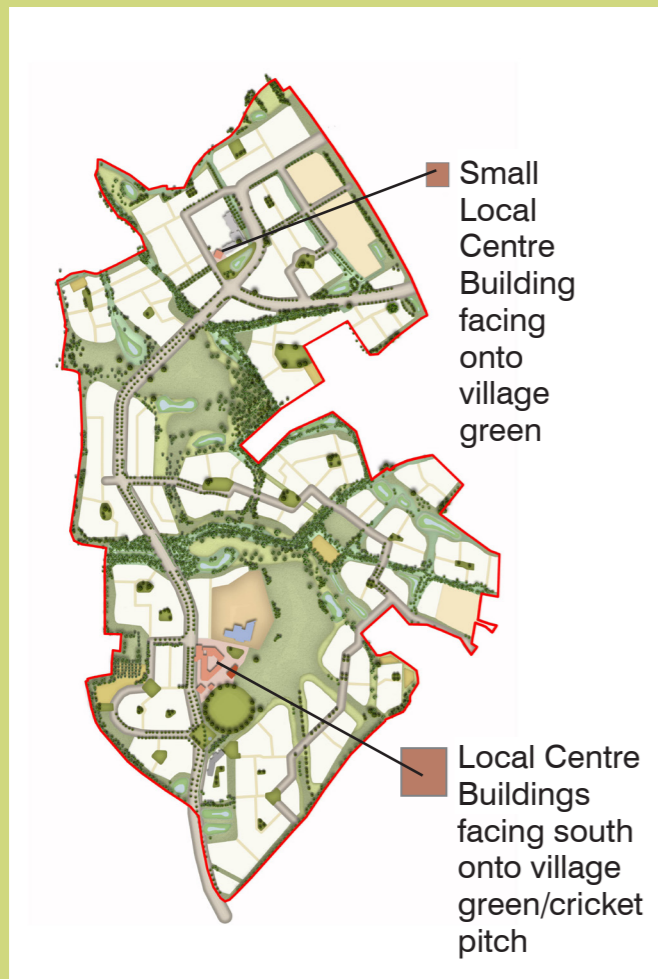 Small
Local
Centre
Building
facing
onto
village
green
Local Centre
Buildings
facing south
onto village
green/cricket
pitch